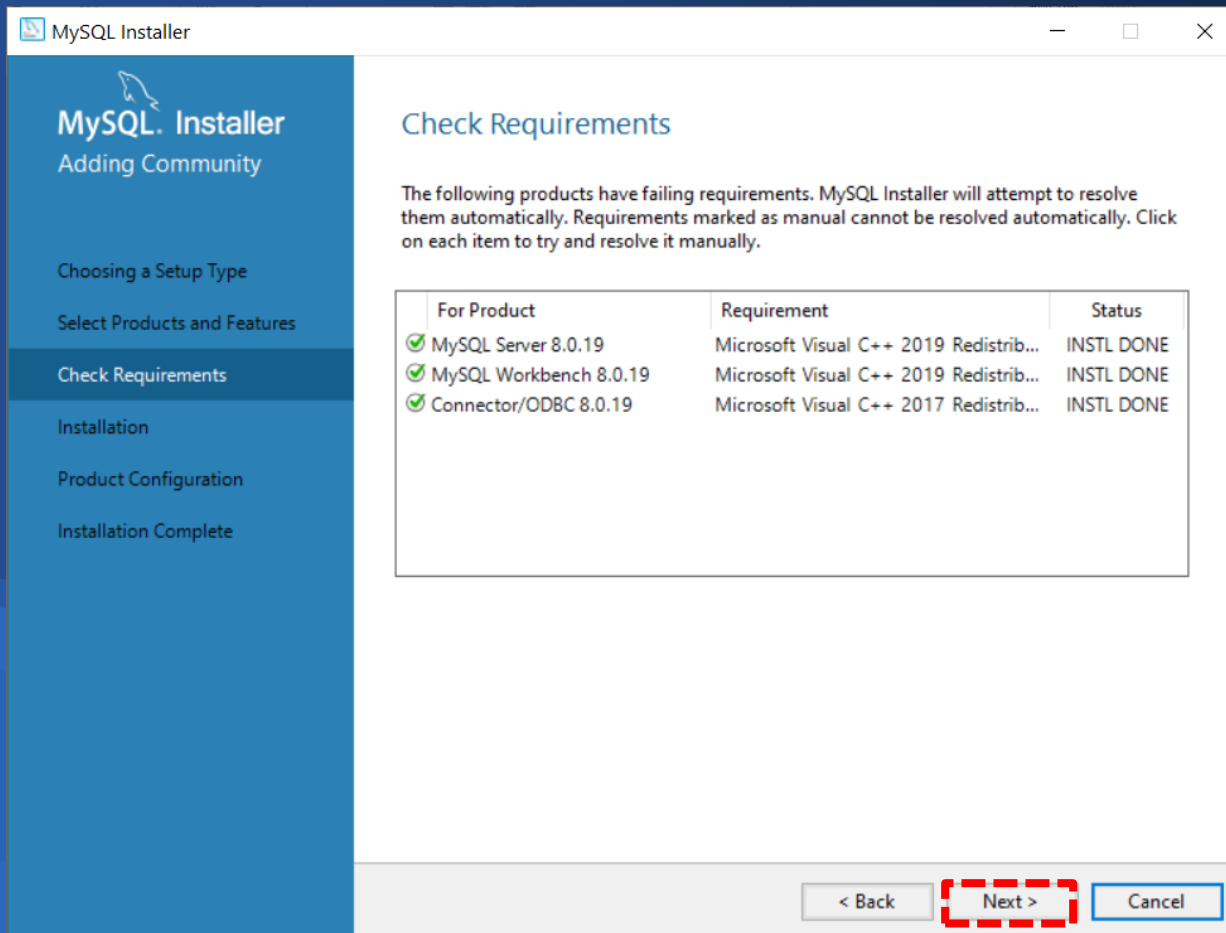 MySQL Installer
MySQL. Installer
Adding Community
Choosing a Setup Type
Select Products and Features
Check Requirements
Installation
Product Configuration
Installation Complete
Check Requirements
The following products have failing requirements. MySQL Installer will attempt to resolve
them automatically. Requirements marked as manual cannot be resolved automatically. Click
on each item to try and resolve it manually.
For Product Requirement Status
MySQL Server 8.0.19 Microsoft Visual C++ 2019 Redistrib... INSTL DONE
MySQL Workbench 8.0.19 Microsoft Visual C++ 2019 Redistrib... INSTL DONE
Connector/ODBC 8.0.19 Microsoft Visual C++ 2017 Redistrib... INSTL DONE
< Back Next > Cancel